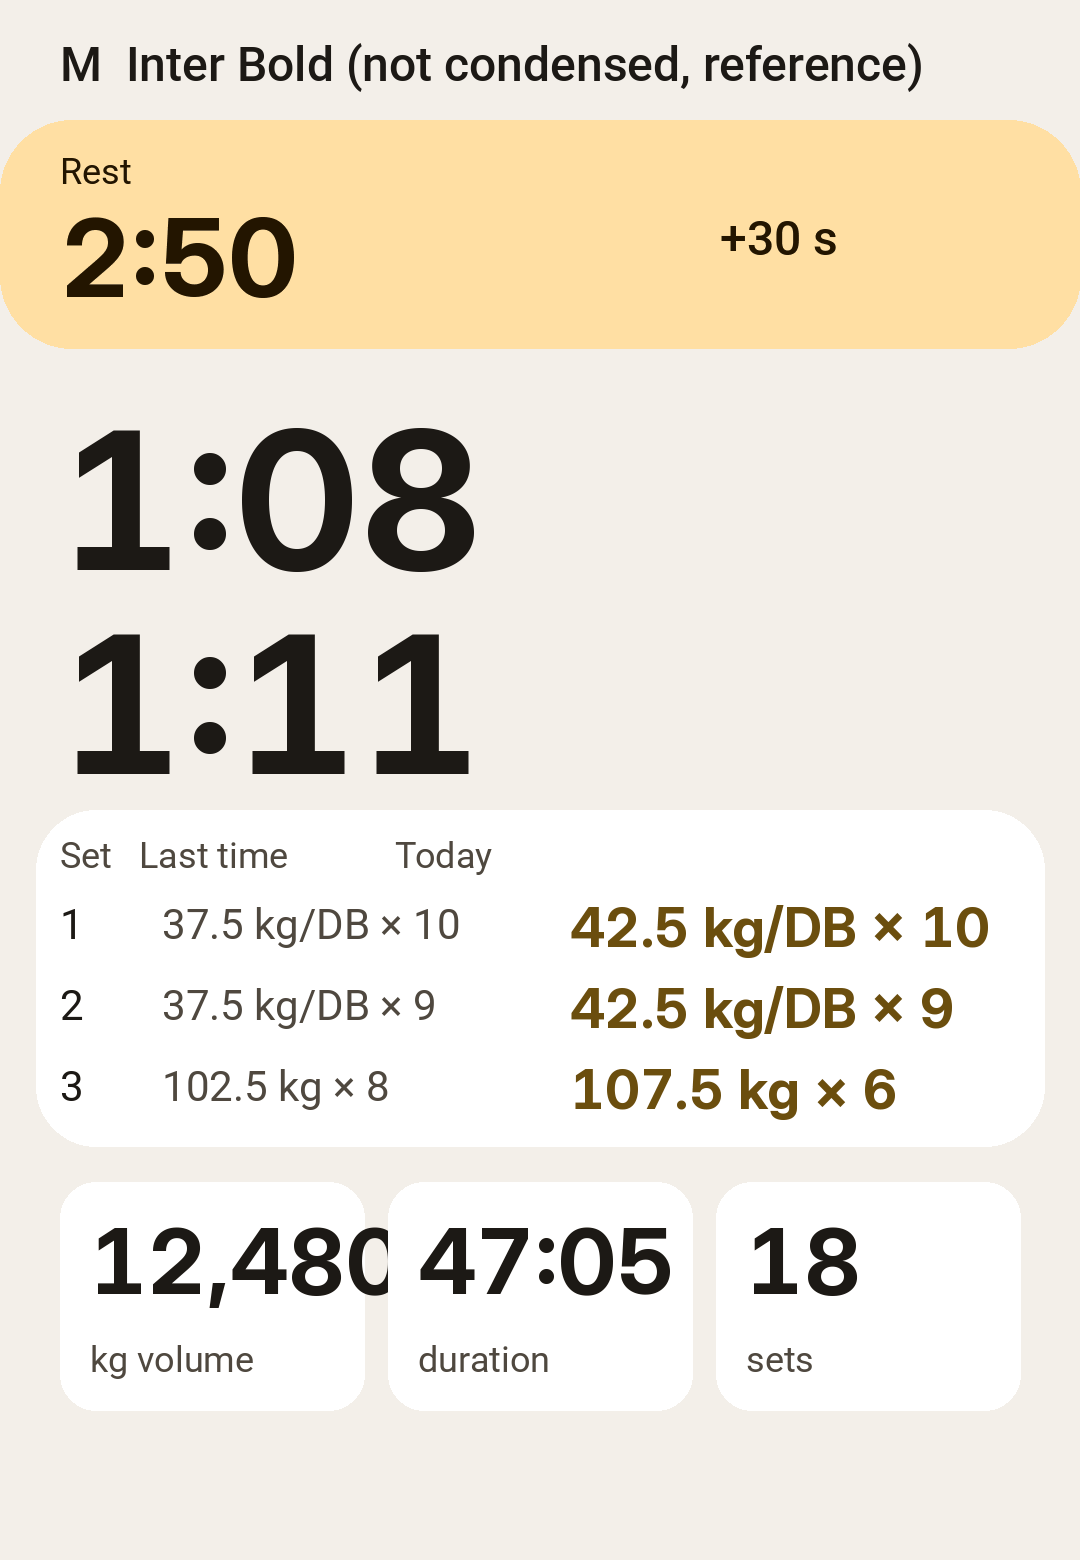 M Inter Bold (not condensed, reference)
Rest
2:50
+30 s
1:08
1:11
Set Last time Today
1 37.5 kg/DB × 10 42.5 kg/DB × 10
2 37.5 kg/DB × 9 42.5 kg/DB × 9
3 102.5 kg × 8 107.5 kg × 6
12,480 47:05 18
kg volume duration sets